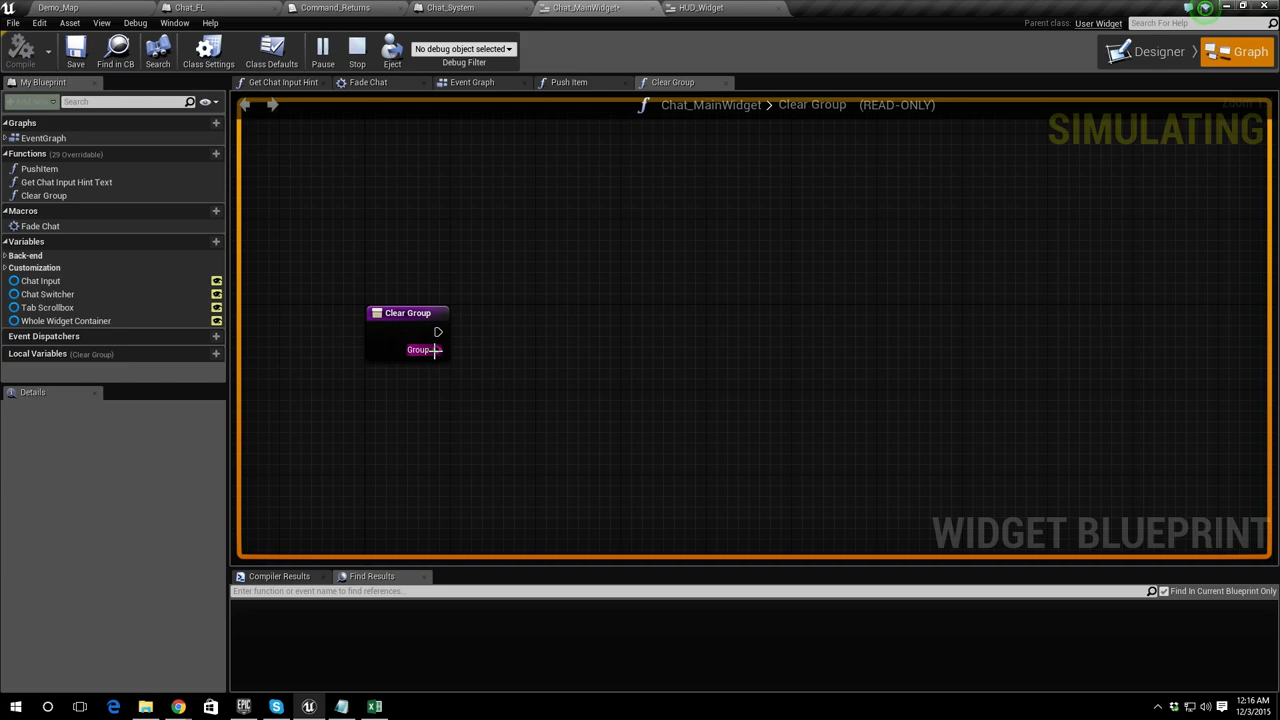 Demo_Map
Chat_FL
Command_Returns
Chat_System
Chat_MainWidget*
HUD_Widget
File
Edit
Asset
View
Debug
Window
Help
Parent class:
User Widget
Search For Help
Compile
Save
Find in CB
Search
Class Settings
Class Defaults
Pause
Stop
Eject
No debug object selected
Debug Filter
Designer
Graph
My Blueprint
Get Chat Input Hint
Fade Chat
Event Graph
Push Item
Clear Group
Add New
Search
Chat_MainWidget > Clear Group (READ-ONLY)
SIMULATING
Graphs
EventGraph
Functions (29 Overridable)
PushItem
Get Chat Input Hint Text
Clear Group
Macros
Fade Chat
Variables
Back-end
Customization
Chat Input
Chat Switcher
Tab Scrollbox
Whole Widget Container
Event Dispatchers
Local Variables (Clear Group)
Details
Clear Group
Group
WIDGET BLUEPRINT
Compiler Results
Find Results
Enter function or event name to find references...
Find In Current Blueprint Only
12:16 AM
12/3/2015